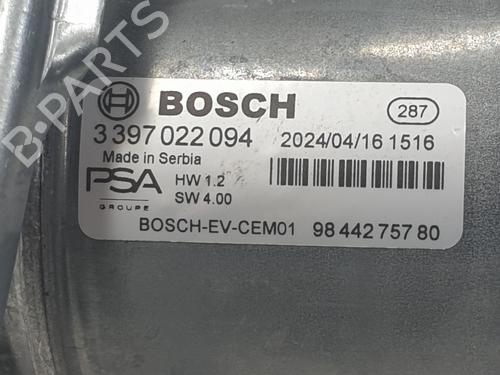 BOSCH 287
3 397 022 094 2024/04/16 1516
Made in Serbia
PSA HW 1.2
GROUPE SW 4.00
BOSCH-EV-CEM01 98 442 757 80
B-PARTS